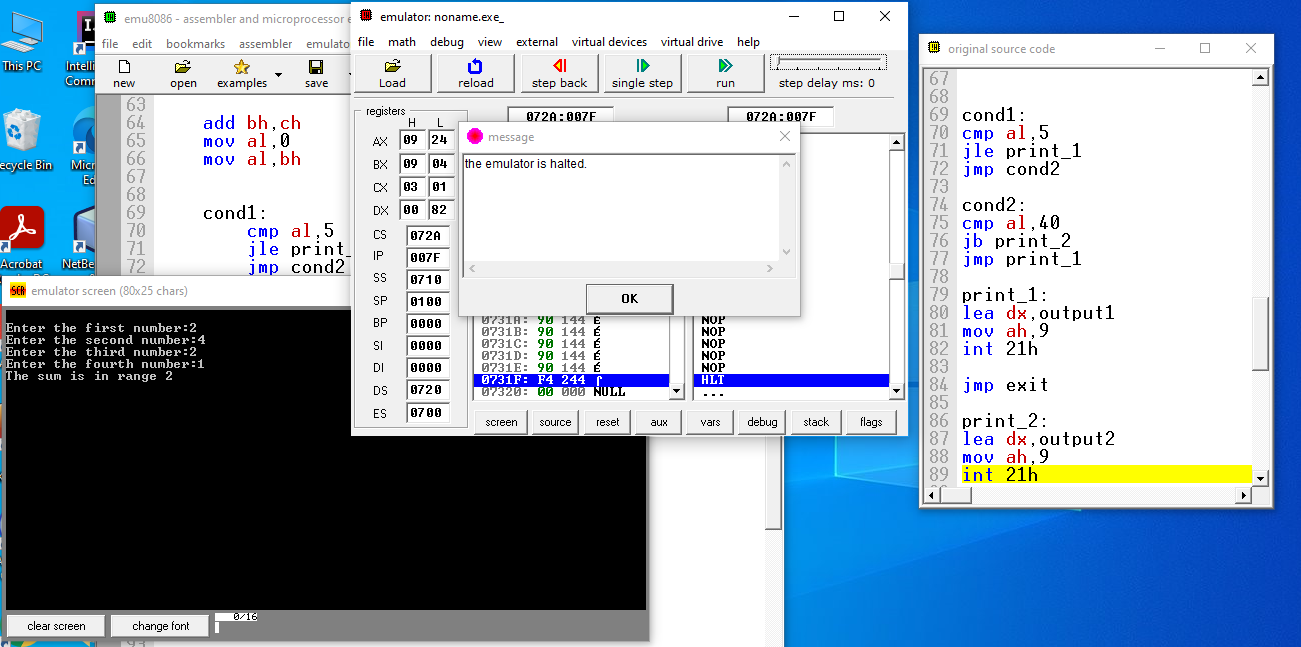 This PC
Intelli
Comm
ecycle Bin
Micr
Ed
Acrobat
NetBe
emu8086 - assembler and microprocessor e
file edit bookmarks assembler emulato
new open examples save
63
64 add bh,ch
65 mov al,0
66 mov al,bh
67
68
69 cond1:
70 cmp al,5
71 jle print_
72 jmp cond2
emulator: noname.exe_
file math debug view external virtual devices virtual drive help
Load reload step back single step run step delay ms: 0
registers
H L
072A:007F 072A:007F
AX 09 24
BX 09 04
CX 03 01
DX 00 82
CS 072A
IP 007F
SS 0710
SP 0100
BP 0000
SI 0000
DI 0000
DS 0720
ES 0700
message
the emulator is halted.
OK
0731A: 90 144 É NOP
0731B: 90 144 É NOP
0731C: 90 144 É NOP
0731D: 90 144 É NOP
0731E: 90 144 É NOP
0731F: F4 244 ⌠ HLT
07320: 00 000 NULL ...
screen source reset aux vars debug stack flags
emulator screen (80x25 chars)
Enter the first number:2
Enter the second number:4
Enter the third number:2
Enter the fourth number:1
The sum is in range 2
clear screen change font 0/16
original source code
67
68
69 cond1:
70 cmp al,5
71 jle print_1
72 jmp cond2
73
74 cond2:
75 cmp al,40
76 jb print_2
77 jmp print_1
78
79 print_1:
80 lea dx,output1
81 mov ah,9
82 int 21h
83
84 jmp exit
85
86 print_2:
87 lea dx,output2
88 mov ah,9
89 int 21h